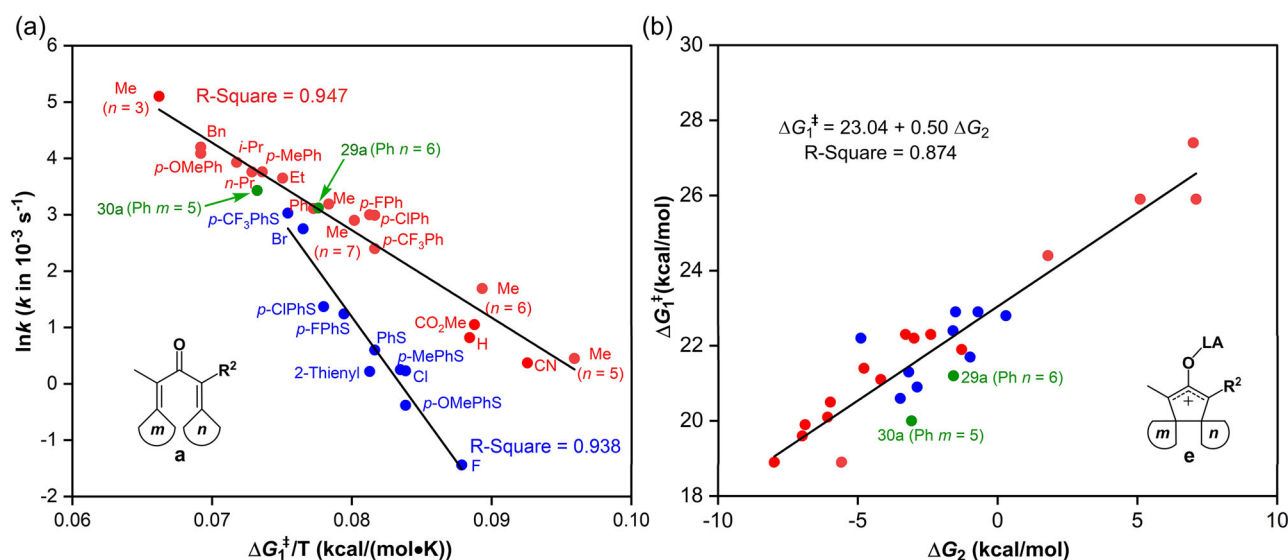 (a)
6
5
4
3
2
1
0
-1
-2
lnk (k in 10⁻³ s⁻¹)
Me
(n = 3)
R-Square = 0.947
Bn
i-Pr
p-MePh
29a (Ph n = 6)
p-OMePh
n-Pr
Et
30a (Ph m = 5)
Ph
Me
p-FPh
p-CF₃PhS
p-ClPh
Br
Me
(n = 7)
p-CF₃Ph
p-ClPhS
p-FPhS
Me
(n = 6)
CO₂Me
H
PhS
p-MePhS
2-Thienyl
Cl
CN
Me
(n = 5)
p-OMePhS
R-Square = 0.938
F
O
R²
m
n
a
0.06
0.07
0.08
0.09
0.10
ΔG₁‡/T (kcal/(mol•K))
(b)
30
28
26
24
22
20
18
ΔG₁‡(kcal/mol)
ΔG₁‡ = 23.04 + 0.50 ΔG₂
R-Square = 0.874
29a (Ph n = 6)
30a (Ph m = 5)
LA
O
R²
+
m
n
e
-10
-5
0
5
10
ΔG₂ (kcal/mol)